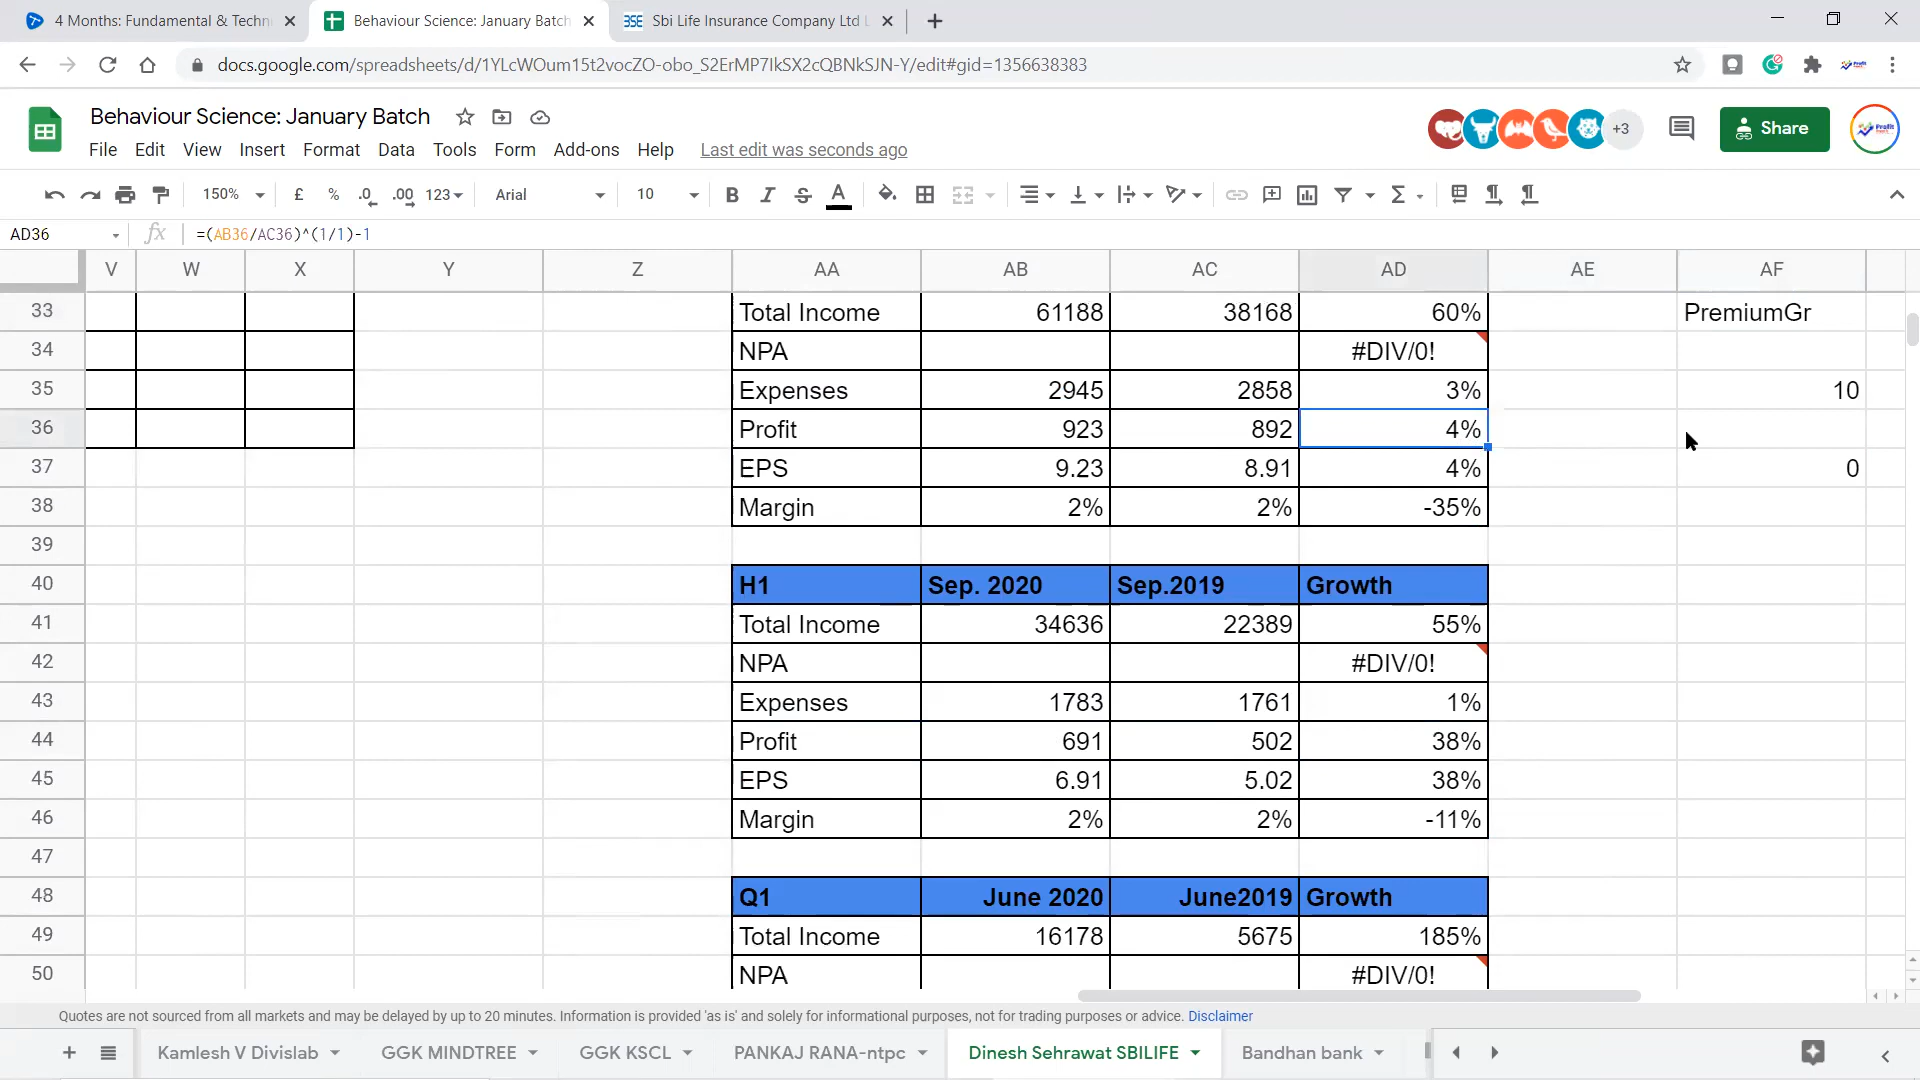 4 Months: Fundamental & Techn
Behaviour Science: January Batch
Sbi Life Insurance Company Ltd L
docs.google.com/spreadsheets/d/1YLcWOum15t2vocZO-obo_S2ErMP7IkSX2cQBNkSJN-Y/edit#gid=1356638383
Behaviour Science: January Batch
+3
Share
File Edit View Insert Format Data Tools Form Add-ons Help Last edit was seconds ago
150% £ % .0 .00 123 Arial 10 B I S A
AD36 fx =(AB36/AC36)^(1/1)-1
V W X Y Z AA AB AC AD AE AF
33 Total Income 61188 38168 60% PremiumGr
34 NPA #DIV/0!
35 Expenses 2945 2858 3% 10
36 Profit 923 892 4%
37 EPS 9.23 8.91 4% 0
38 Margin 2% 2% -35%
39
40 H1 Sep. 2020 Sep.2019 Growth
41 Total Income 34636 22389 55%
42 NPA #DIV/0!
43 Expenses 1783 1761 1%
44 Profit 691 502 38%
45 EPS 6.91 5.02 38%
46 Margin 2% 2% -11%
47
48 Q1 June 2020 June2019 Growth
49 Total Income 16178 5675 185%
50 NPA #DIV/0!
Quotes are not sourced from all markets and may be delayed by up to 20 minutes. Information is provided 'as is' and solely for informational purposes, not for trading purposes or advice. Disclaimer
Kamlesh V Divislab GGK MINDTREE GGK KSCL PANKAJ RANA-ntpc Dinesh Sehrawat SBILIFE Bandhan bank